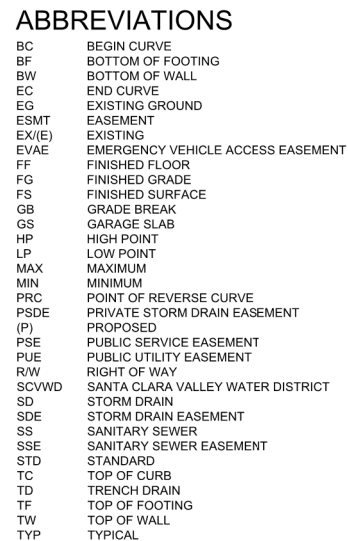 ABBREVIATIONS
BC BEGIN CURVE
BF BOTTOM OF FOOTING
BW BOTTOM OF WALL
EC END CURVE
EG EXISTING GROUND
ESMT EASEMENT
EX/(E) EXISTING
EVAE EMERGENCY VEHICLE ACCESS EASEMENT
FF FINISHED FLOOR
FG FINISHED GRADE
FS FINISHED SURFACE
GB GRADE BREAK
GS GARAGE SLAB
HP HIGH POINT
LP LOW POINT
MAX MAXIMUM
MIN MINIMUM
PRC POINT OF REVERSE CURVE
PSDE PRIVATE STORM DRAIN EASEMENT
(P) PROPOSED
PSE PUBLIC SERVICE EASEMENT
PUE PUBLIC UTILITY EASEMENT
R/W RIGHT OF WAY
SCVWD SANTA CLARA VALLEY WATER DISTRICT
SD STORM DRAIN
SDE STORM DRAIN EASEMENT
SS SANITARY SEWER
SSE SANITARY SEWER EASEMENT
STD STANDARD
TC TOP OF CURB
TD TRENCH DRAIN
TF TOP OF FOOTING
TW TOP OF WALL
TYP TYPICAL